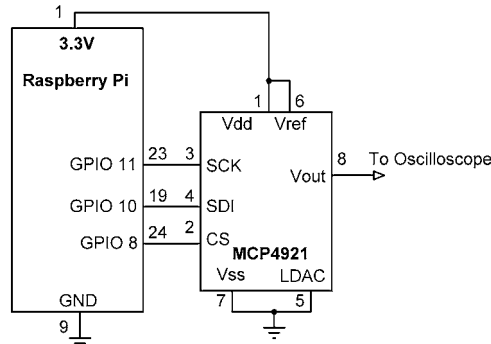 1
3.3V
Raspberry Pi
1 6
Vdd Vref
8 To Oscilloscope
GPIO 11 23 3 SCK
Vout
GPIO 10 19 4 SDI
GPIO 8 24 2 CS
MCP4921
Vss LDAC
GND
7 5
9